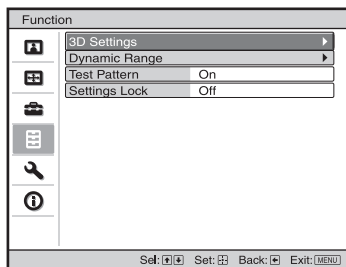 Function
3D Settings
Dynamic Range
Test Pattern On
Settings Lock Off
Sel: Set: Back: Exit: MENU